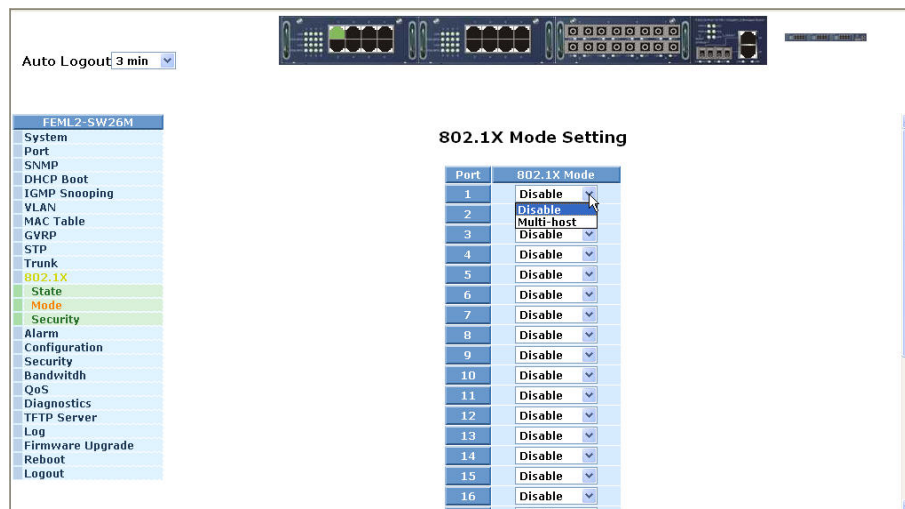 Auto Logout 3 min
FEML2-SW26M
System
Port
SNMP
DHCP Boot
IGMP Snooping
VLAN
MAC Table
GVRP
STP
Trunk
802.1X
State
Mode
Security
Alarm
Configuration
Security
Bandwitdh
QoS
Diagnostics
TFTP Server
Log
Firmware Upgrade
Reboot
Logout
802.1X Mode Setting
Port 802.1X Mode
1 Disable
Disable
2
Multi-host
3 Disable
4 Disable
5 Disable
6 Disable
7 Disable
8 Disable
9 Disable
10 Disable
11 Disable
12 Disable
13 Disable
14 Disable
15 Disable
16 Disable